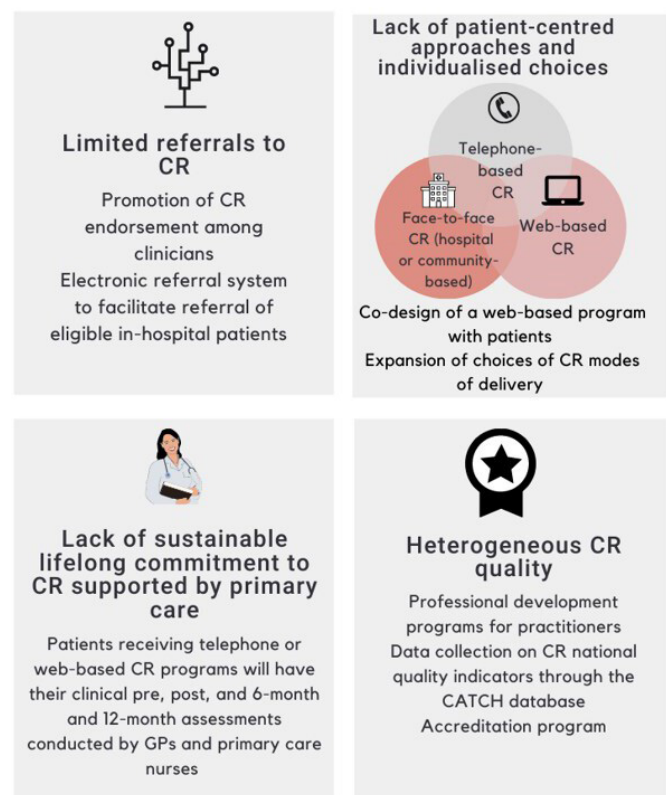 Limited referrals to
CR
Promotion of CR
endorsement among
clinicians
Electronic referral system
to facilitate referral of
eligible in-hospital patients
Lack of patient-centred
approaches and
individualised choices
Telephone-
based
CR
Face-to-face
CR (hospital
or community-
based)
Web-based
CR
Co-design of a web-based program
with patients
Expansion of choices of CR modes
of delivery
Lack of sustainable
lifelong commitment to
CR supported by primary
care
Patients receiving telephone or
web-based CR programs will have
their clinical pre, post, and 6-month
and 12-month assessments
conducted by GPs and primary care
nurses
Heterogeneous CR
quality
Professional development
programs for practitioners
Data collection on CR national
quality indicators through the
CATCH database
Accreditation program